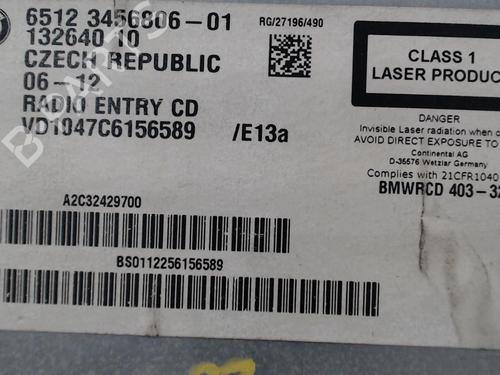 6512 3456806-01
RG/27196/490
13264010
CZECH REPUBLIC
06-12
RADIO ENTRY CD
VD1047C6156589 /E13a
CLASS 1
LASER PRODUC
DANGER
Invisible Laser radiation when o
AVOID DIRECT EXPOSURE TO
Continental AG
D-35576 Wetzlar Germany
Complies with 21CFR1040
BMWRCD 403-32
A2C32429700
BS0112256156589